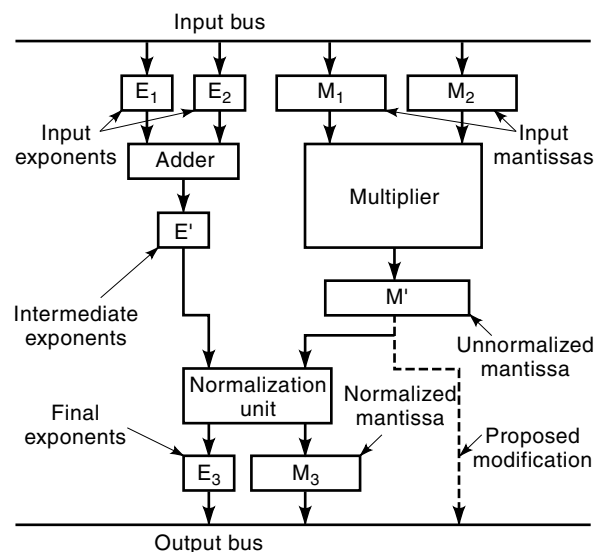 Input bus
E₁
E₂
M₁
M₂
Input
exponents
Adder
Input
mantissas
Multiplier
E'
Intermediate
exponents
M'
Unnormalized
mantissa
Normalization
unit
Normalized
mantissa
Final
exponents
Proposed
modification
E₃
M₃
Output bus